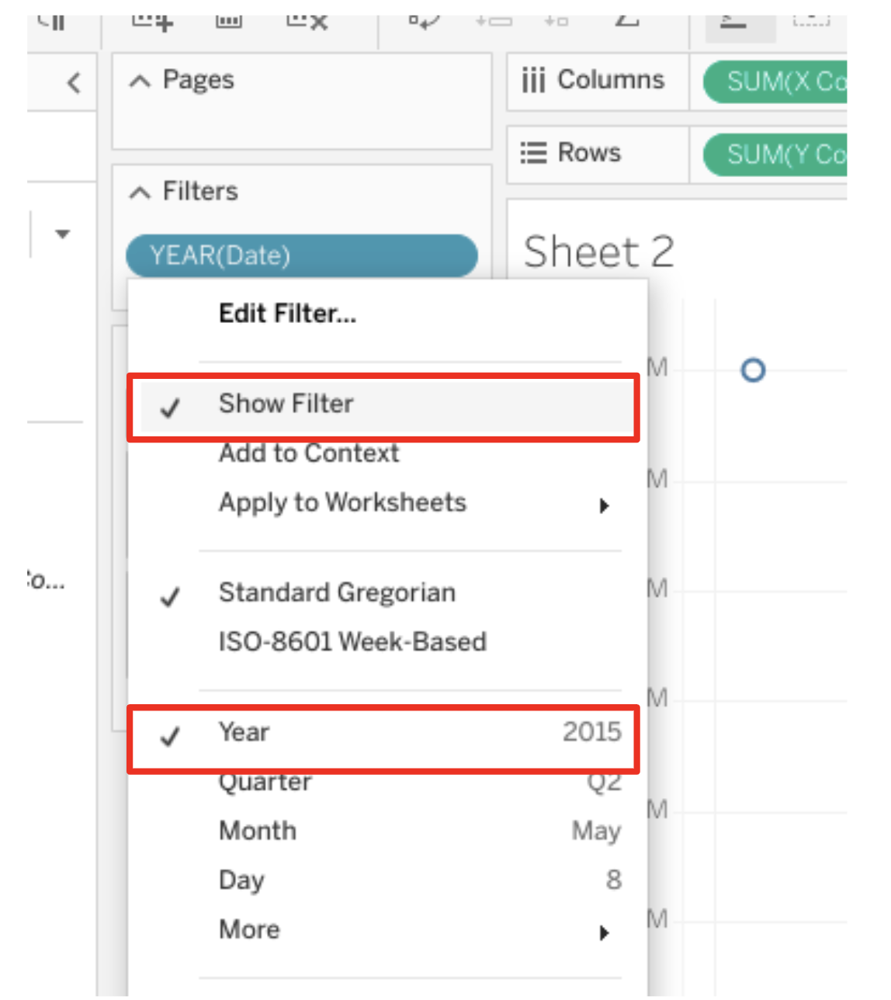 Pages
Columns
SUM(X Co
Rows
SUM(Y Co
Filters
YEAR(Date)
Sheet 2
Edit Filter...
Show Filter
Add to Context
Apply to Worksheets
Standard Gregorian
ISO-8601 Week-Based
Year 2015
Quarter Q2
Month May
Day 8
More
M
M
M
M
M
M
Co...